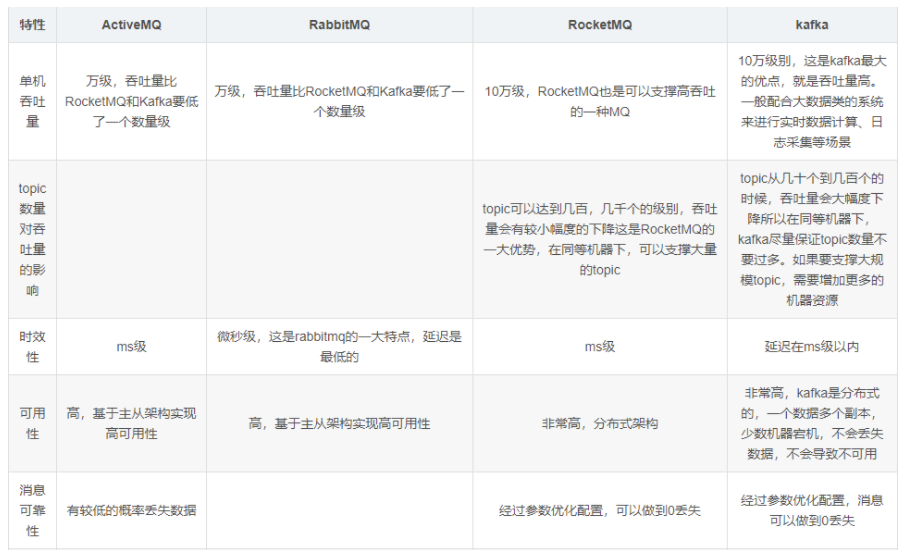 特性
ActiveMQ
RabbitMQ
RocketMQ
kafka
单机
吞吐
量
万级，吞吐量比
RocketMQ和Kafka要低
了一个数量级
万级，吞吐量比RocketMQ和Kafka要低了一
个数量级
10万级，RocketMQ也是可以支撑高吞吐
的一种MQ
10万级别，这是kafka最大
的优点，就是吞吐量高。
一般配合大数据类的系统
来进行实时数据计算、日
志采集等场景
topic
数量
对吞
吐量
的影
响
topic可以达到几百，几千个的级别，吞吐
量会有较小幅度的下降这是RocketMQ的
一大优势，在同等机器下，可以支撑大量
的topic
topic从几十个到几百个的
时候，吞吐量会大幅度下
降所以在同等机器下，
kafka尽量保证topic数量不
要过多。如果要支撑大规
模topic，需要增加更多的
机器资源
时效
性
ms级
微秒级，这是rabbitmq的一大特点，延迟是
最低的
ms级
延迟在ms级以内
可用
性
高，基于主从架构实现
高可用性
高，基于主从架构实现高可用性
非常高，分布式架构
非常高，kafka是分布式
的，一个数据多个副本，
少数机器宕机，不会丢失
数据，不会导致不可用
消息
可靠
性
有较低的概率丢失数据
经过参数优化配置，可以做到0丢失
经过参数优化配置，消息
可以做到0丢失